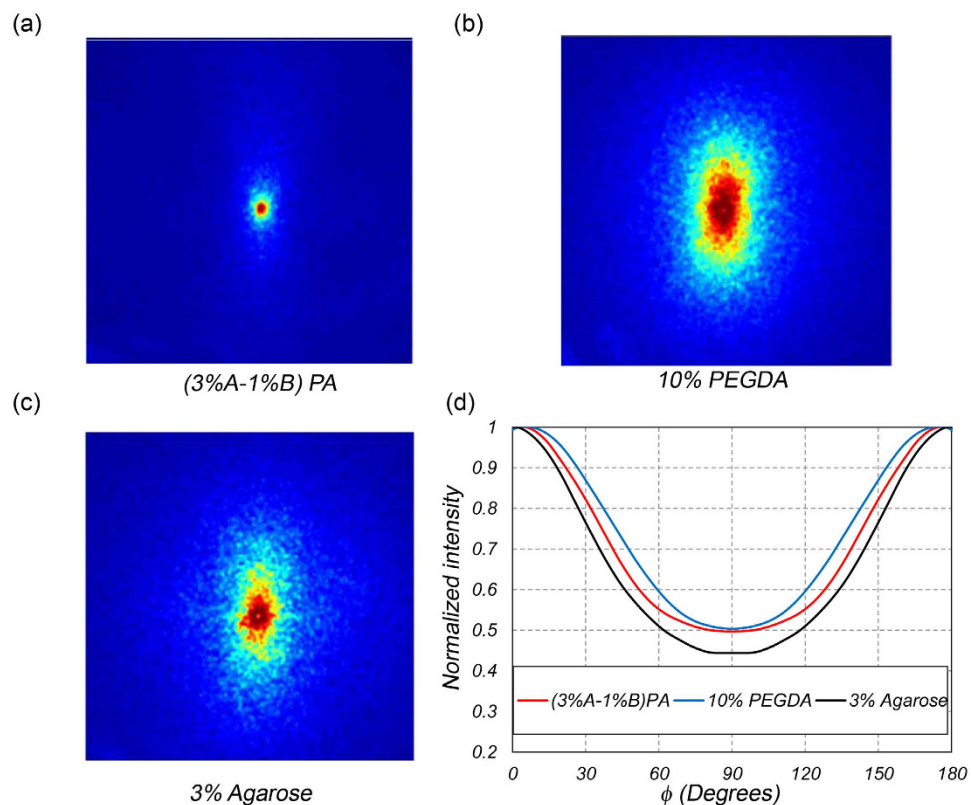 (a)
(b)
(3%A-1%B) PA
10% PEGDA
(c)
(d)
3% Agarose
Normalized intensity
1
0.9
0.8
0.7
0.6
0.5
0.4
0.3
0.2
(3%A-1%B)PA 10% PEGDA 3% Agarose
0 30 60 90 120 150 180
ϕ (Degrees)